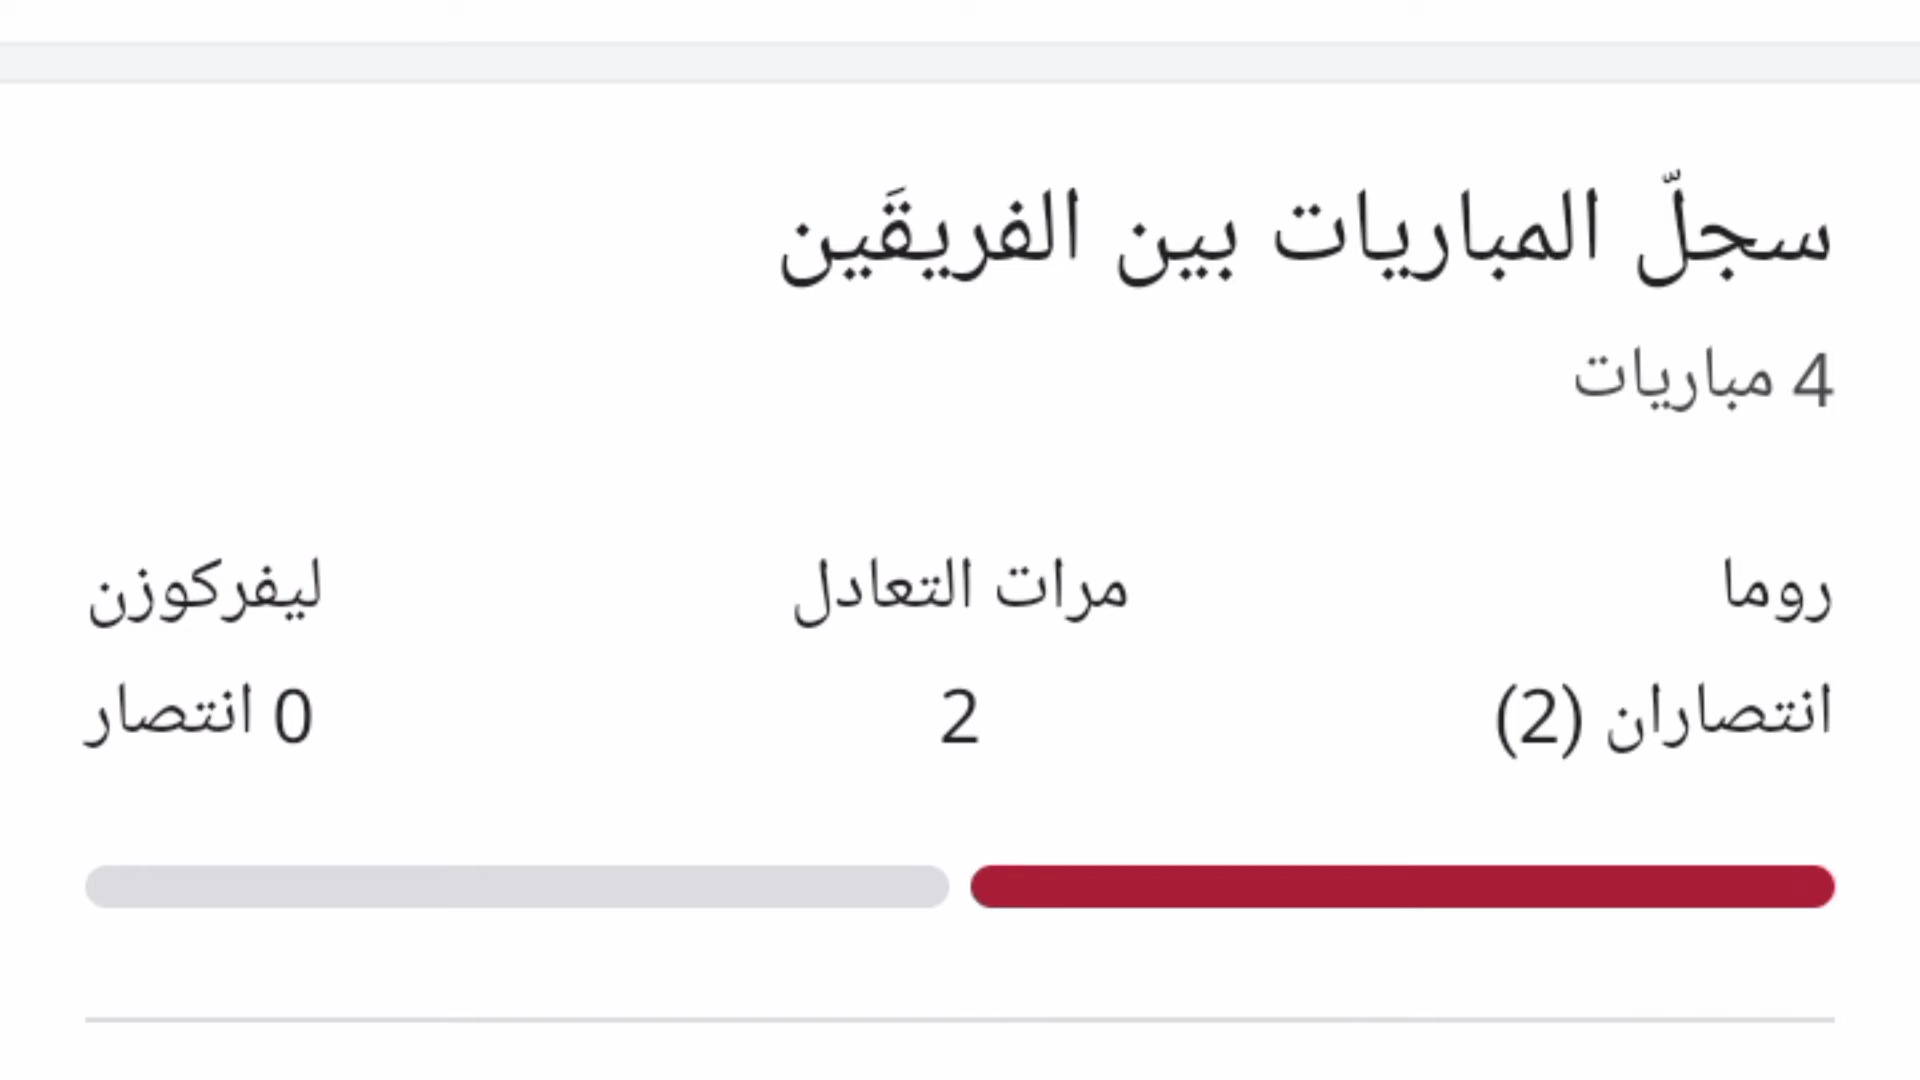 سجلّ المباريات بين الفريقَين
4 مباريات
روما
مرات التعادل
ليفركوزن
انتصاران (2)
2
0 انتصار